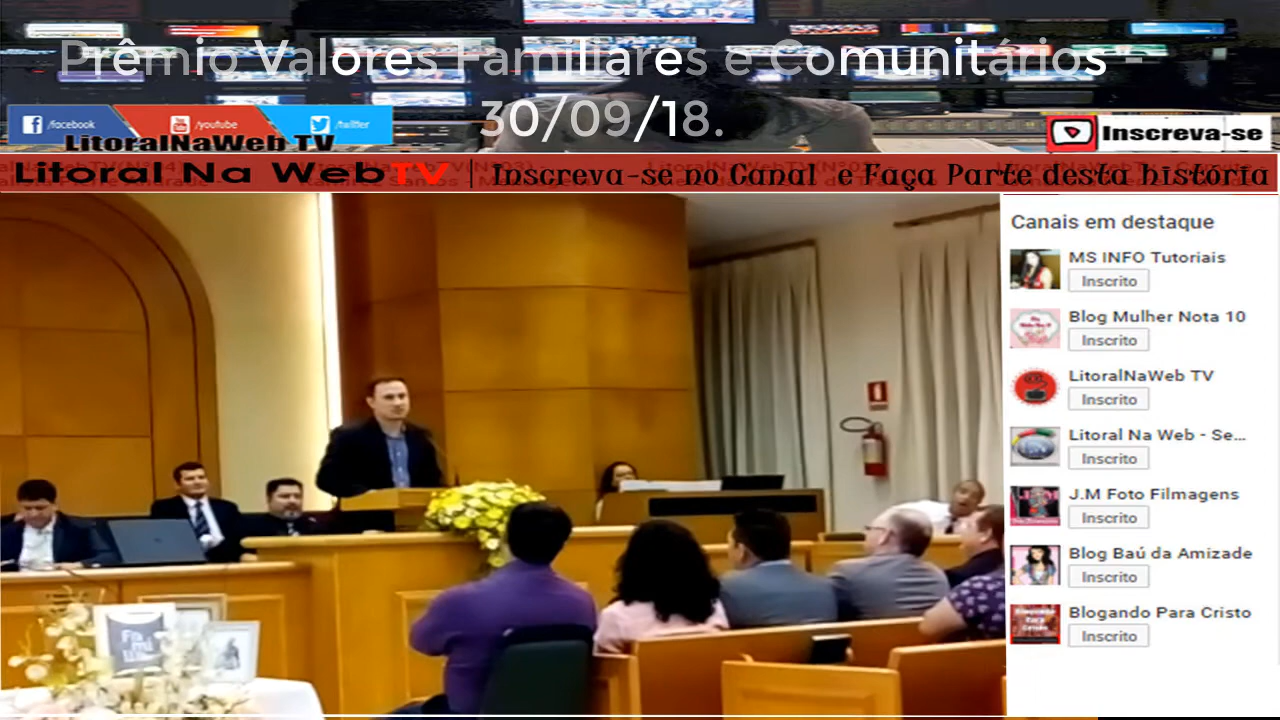 Prêmio Valores Familiares e Comunitários
30/09/18.
/facebook
/youtube
/twitter
LitoralNaWeb TV
Inscreva-se
Litoral Na WebTV | Inscreva-se no Canal e Faça Parte desta história
Canais em destaque
MS INFO Tutoriais
Inscrito
Blog Mulher Nota 10
Inscrito
LitoralNaWeb TV
Inscrito
Litoral Na Web - Se...
Inscrito
J.M Foto Filmagens
Inscrito
Blog Baú da Amizade
Inscrito
Blogando Para Cristo
Inscrito
Fa
mí
lia